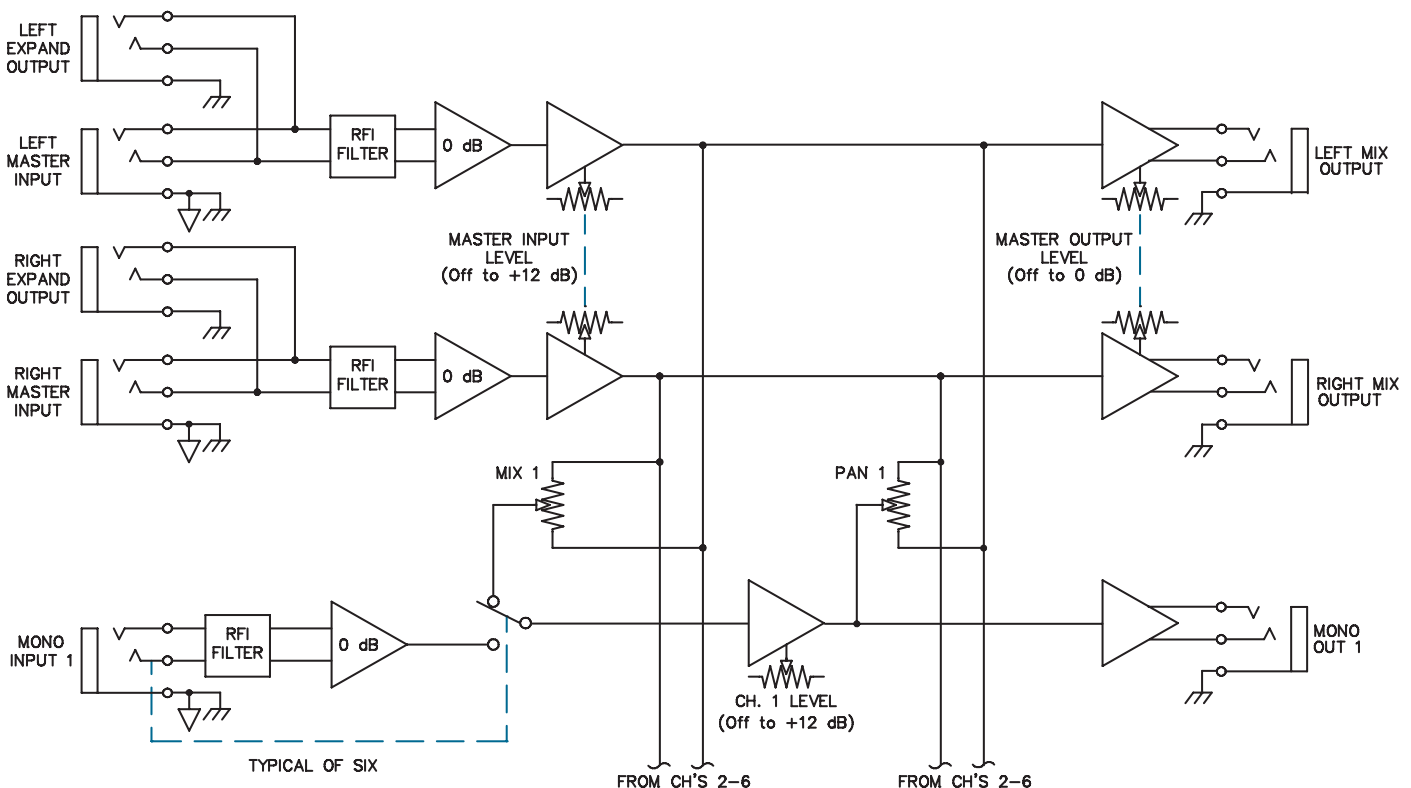 LEFT
EXPAND
OUTPUT
LEFT
MASTER
INPUT
RFI
FILTER
0 dB
LEFT MIX
OUTPUT
MASTER INPUT
LEVEL
(Off to +12 dB)
MASTER OUTPUT
LEVEL
(Off to 0 dB)
RIGHT
EXPAND
OUTPUT
RIGHT
MASTER
INPUT
RFI
FILTER
0 dB
RIGHT MIX
OUTPUT
MIX 1
PAN 1
MONO
INPUT 1
RFI
FILTER
0 dB
CH. 1 LEVEL
(Off to +12 dB)
MONO
OUT 1
TYPICAL OF SIX
FROM CH'S 2-6
FROM CH'S 2-6